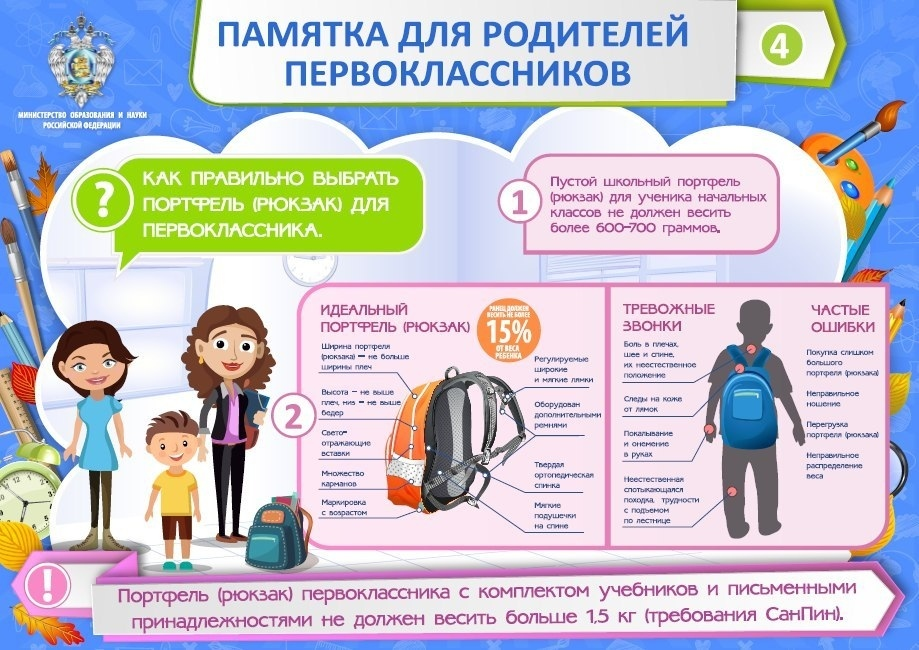 ПАМЯТКА ДЛЯ РОДИТЕЛЕЙ
ПЕРВОКЛАССНИКОВ
4
МИНИСТЕРСТВО ОБРАЗОВАНИЯ И НАУКИ
РОССИЙСКОЙ ФЕДЕРАЦИИ
?
КАК ПРАВИЛЬНО ВЫБРАТЬ
ПОРТФЕЛЬ (РЮКЗАК) ДЛЯ
ПЕРВОКЛАССНИКА.
1
Пустой школьный портфель
(рюкзак) для ученика начальных
классов не должен весить
более 600-700 граммов.
2
ИДЕАЛЬНЫЙ
ПОРТФЕЛЬ (РЮКЗАК)
РАНЕЦ ДОЛЖЕН
ВЕСИТЬ НЕ БОЛЕЕ
15%
ОТ ВЕСА
РЕБЕНКА
Ширина портфеля
(рюкзака) – не больше
ширины плеч
Высота – не выше
плеч, низ – не выше
бедер
Свето-
отражающие
вставки
Множество
карманов
Маркировка
с возрастом
Регулируемые
широкие
и мягкие лямки
Оборудован
дополнительными
ремнями
Твердая
ортопедическая
спинка
Мягкие
подушечки
на спине
ТРЕВОЖНЫЕ
ЗВОНКИ
Боль в плечах,
шее и спине,
их неестественное
положение
Следы на коже
от лямок
Покалывание
и онемение
в руках
Неестественная
спотыкающаяся
походка, трудности
с подъемом
по лестнице
ЧАСТЫЕ
ОШИБКИ
Покупка слишком
большого
портфеля (рюкзака)
Неправильное
ношение
Перегрузка
портфеля (рюкзака)
Неправильное
распределение
веса
!
Портфель (рюкзак) первоклассника с комплектом учебников и письменными
принадлежностями не должен весить больше 1,5 кг (требования СанПин).